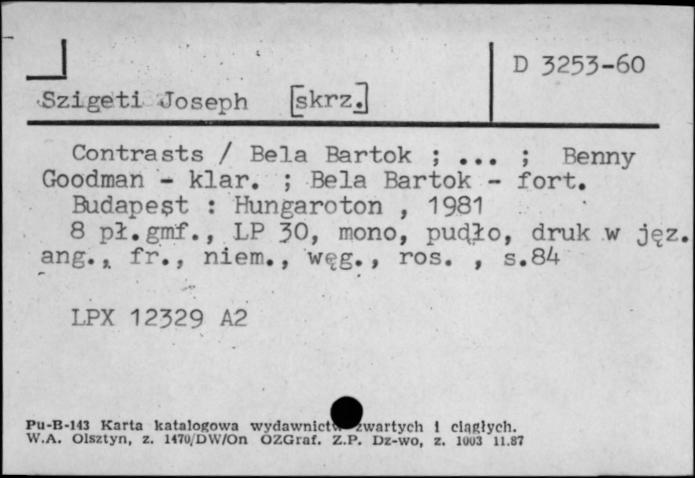 D 3253-60
Szigeti Joseph [skrz.]
Contrasts / Bela Bartok ; ... ; Benny
Goodman - klar. ; Bela Bartok - fort.
Budapest : Hungaroton , 1981
8 pł.gmf., LP 30, mono, pudło, druk w jęz.
ang., fr., niem., węg., ros. , s.84
LPX 12329 A2
Pu-B-143 Karta katalogowa wydawnictw zwartych i ciągłych.
W.A. Olsztyn, z. 1470/DW/On OZGraf. Z.P. Dz-wo, z. 1003 11.87